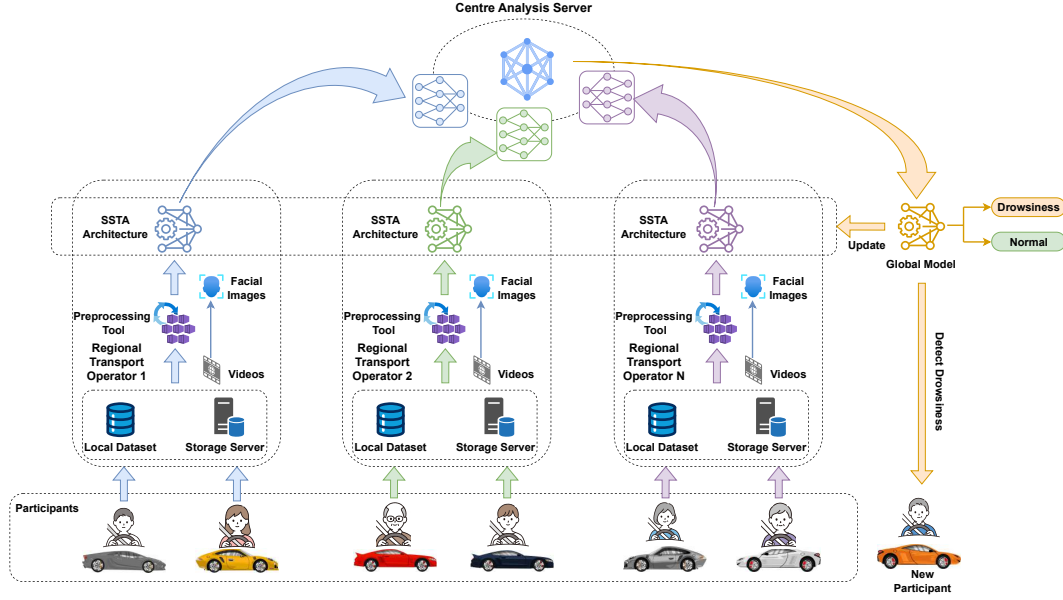 Centre Analysis Server
SSTA
Architecture
Facial
Images
Preprocessing
Tool
Regional
Transport
Operator 1
Videos
Local Dataset
Storage Server
SSTA
Architecture
Facial
Images
Preprocessing
Tool
Regional
Transport
Operator 2
Videos
Local Dataset
Storage Server
SSTA
Architecture
Facial
Images
Preprocessing
Tool
Regional
Transport
Operator N
Videos
Local Dataset
Storage Server
Update
Global Model
Drowsiness
Normal
Detect Drowsiness
Participants
New
Participant